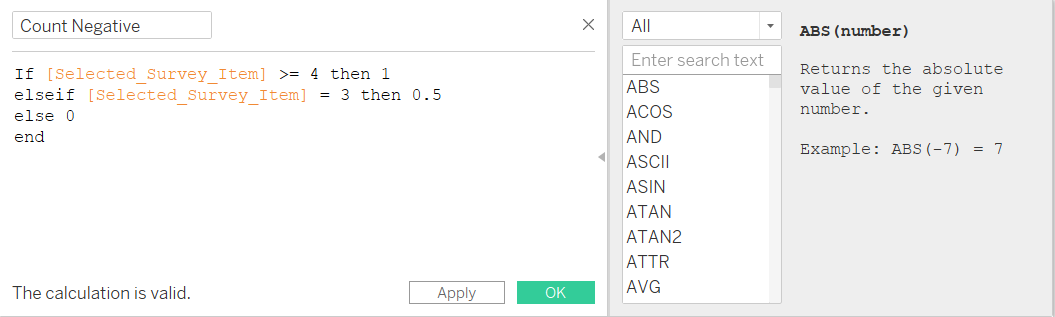 Count Negative
If [Selected_Survey_Item] >= 4 then 1
elseif [Selected_Survey_Item] = 3 then 0.5
else 0
end
The calculation is valid.
Apply
OK
All
Enter search text
ABS
ACOS
AND
ASCII
ASIN
ATAN
ATAN2
ATTR
AVG
ABS(number)
Returns the absolute
value of the given
number.
Example: ABS(-7) = 7